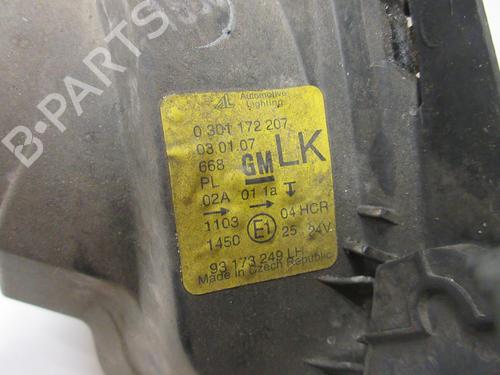 B-PARTS
AL Automotive
Lighting
0 301 172 207
03.01.07
668 GM LK
PL
02A 01 1a
1103 04 HCR
1450 E1 25 24V
93 173 249 LH
Made in Czech Republic